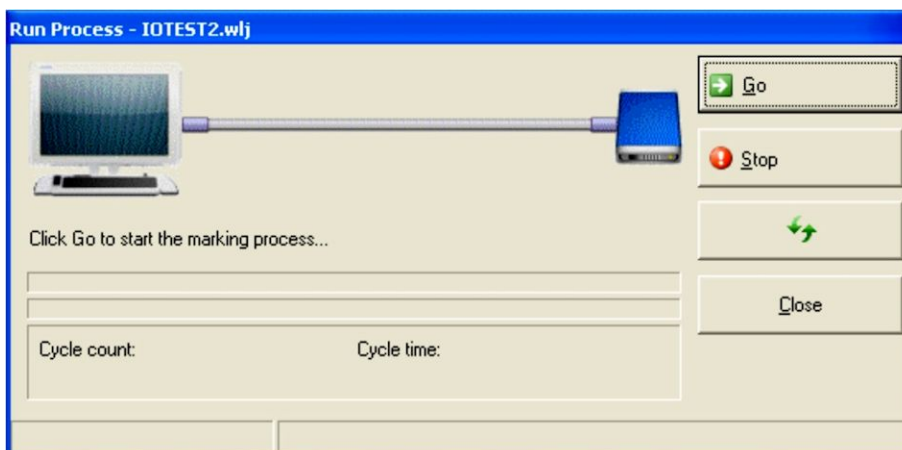 Run Process - IOTEST2.wlj
Go
Stop
Click Go to start the marking process...
Close
Cycle count: Cycle time: